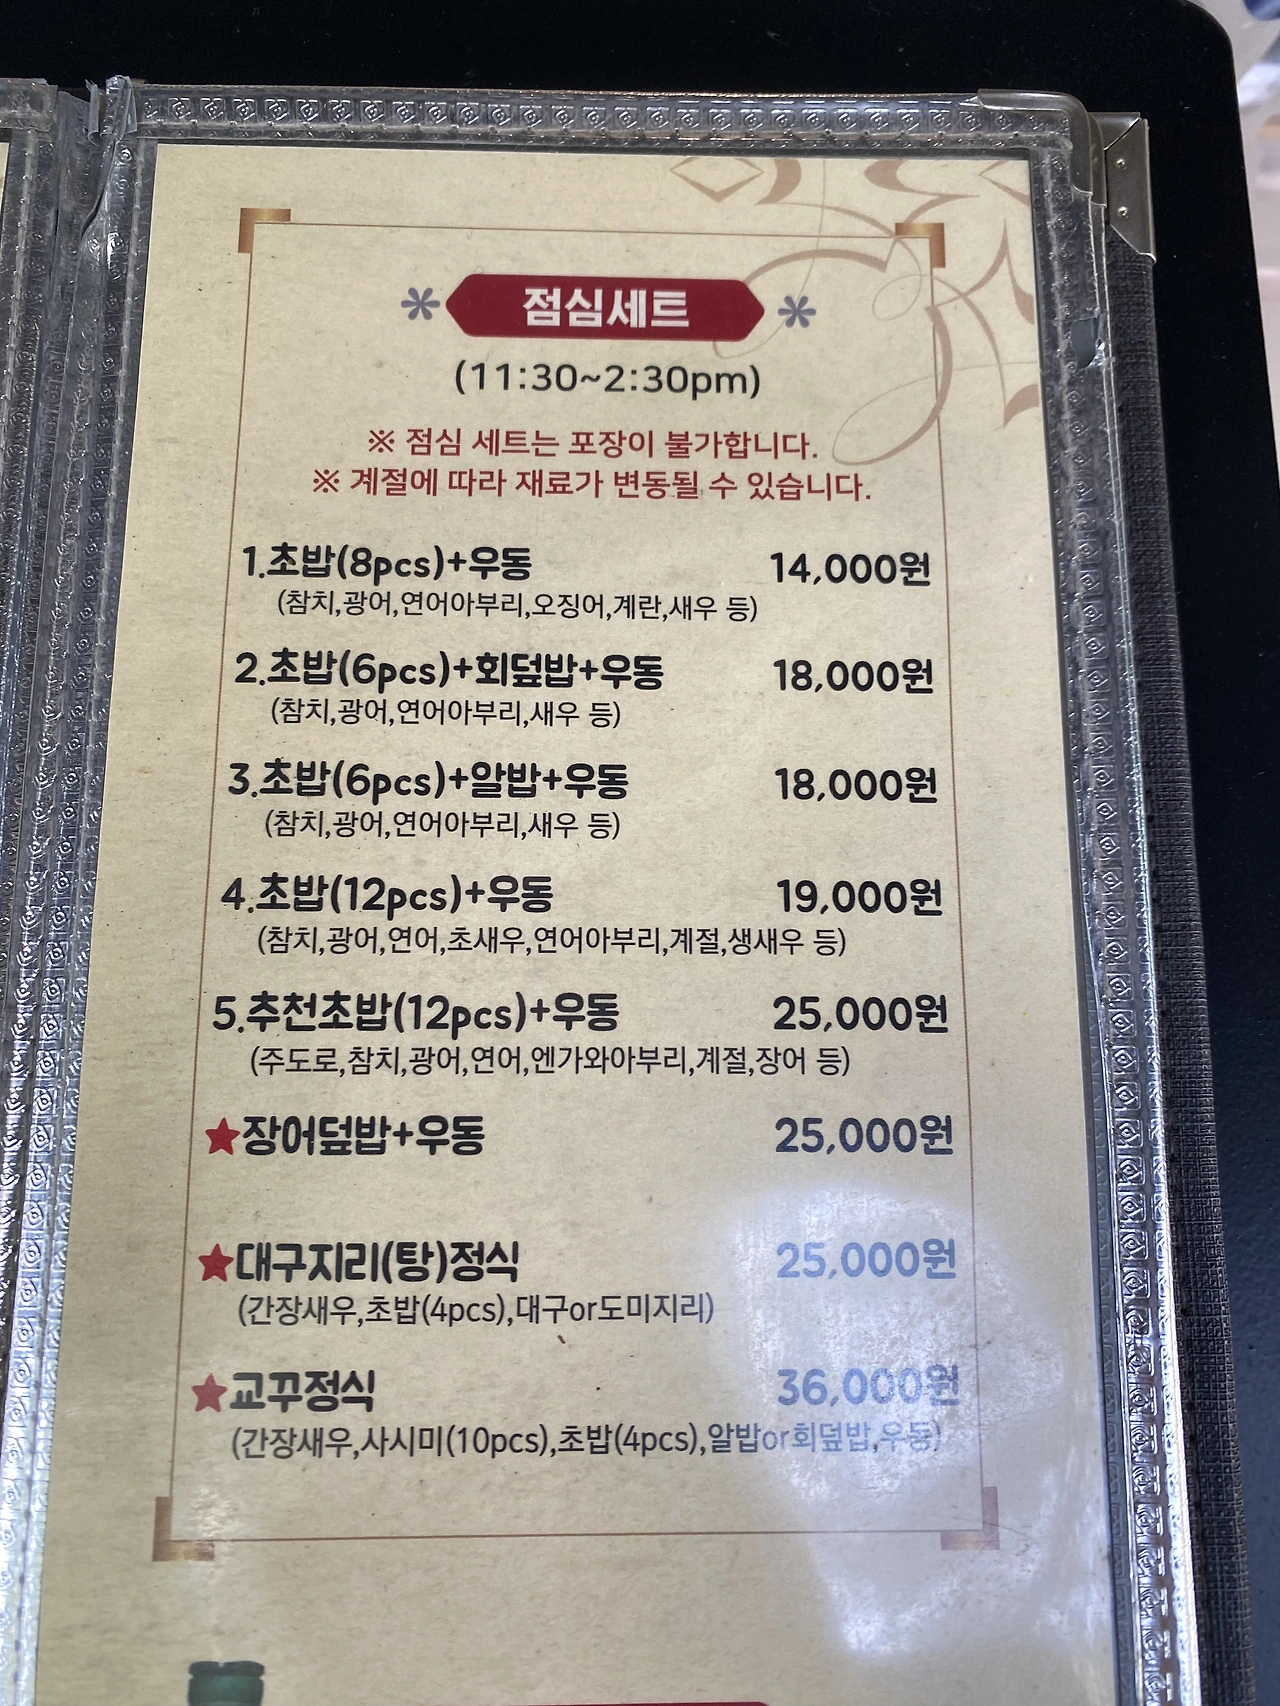 점심세트
(11:30~2:30pm)
※ 점심 세트는 포장이 불가합니다.
※ 계절에 따라 재료가 변동될 수 있습니다.
1.초밥(8pcs)+우동 14,000원
(참치,광어,연어아부리,오징어,계란,새우 등)
2.초밥(6pcs)+회덮밥+우동 18,000원
(참치,광어,연어아부리,새우 등)
3.초밥(6pcs)+알밥+우동 18,000원
(참치,광어,연어아부리,새우 등)
4.초밥(12pcs)+우동 19,000원
(참치,광어,연어,초새우,연어아부리,계절,생새우 등)
5.추천초밥(12pcs)+우동 25,000원
(주도로,참치,광어,연어,엔가와아부리,계절,장어 등)
★장어덮밥+우동 25,000원
★대구지리(탕)정식 25,000원
(간장새우,초밥(4pcs),대구or도미지리)
★교꾸정식 36,000원
(간장새우,사시미(10pcs),초밥(4pcs),알밥or회덮밥,우동)